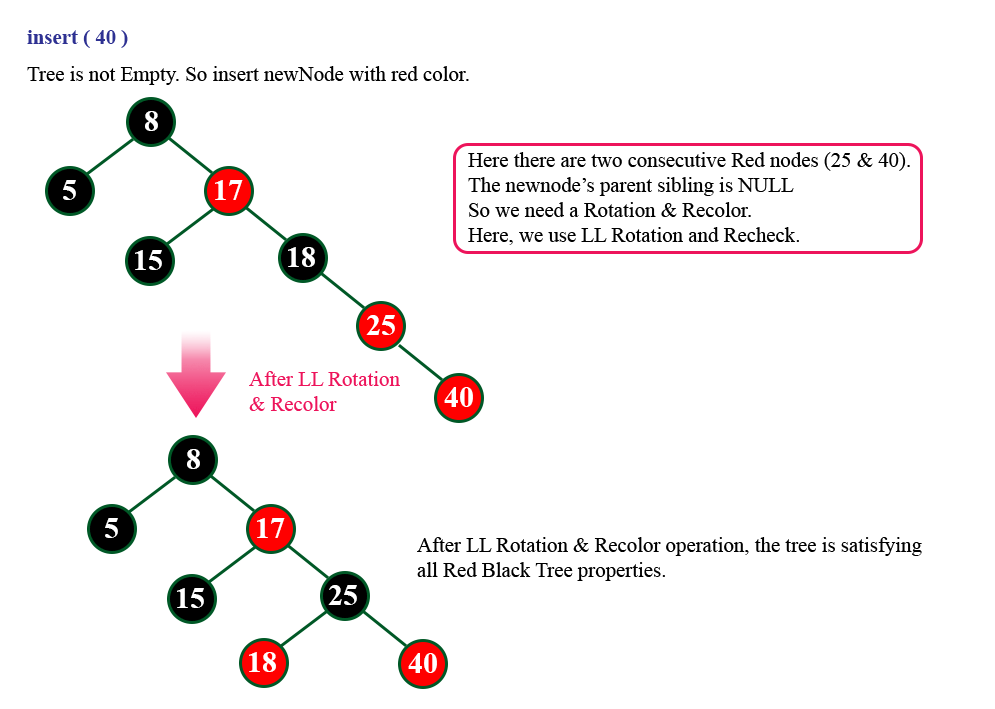 insert ( 40 )
Tree is not Empty. So insert newNode with red color.
8
5
17
15
18
25
40
Here there are two consecutive Red nodes (25 & 40).
The newnode’s parent sibling is NULL
So we need a Rotation & Recolor.
Here, we use LL Rotation and Recheck.
After LL Rotation
& Recolor
8
5
17
15
25
18
40
After LL Rotation & Recolor operation, the tree is satisfying
all Red Black Tree properties.